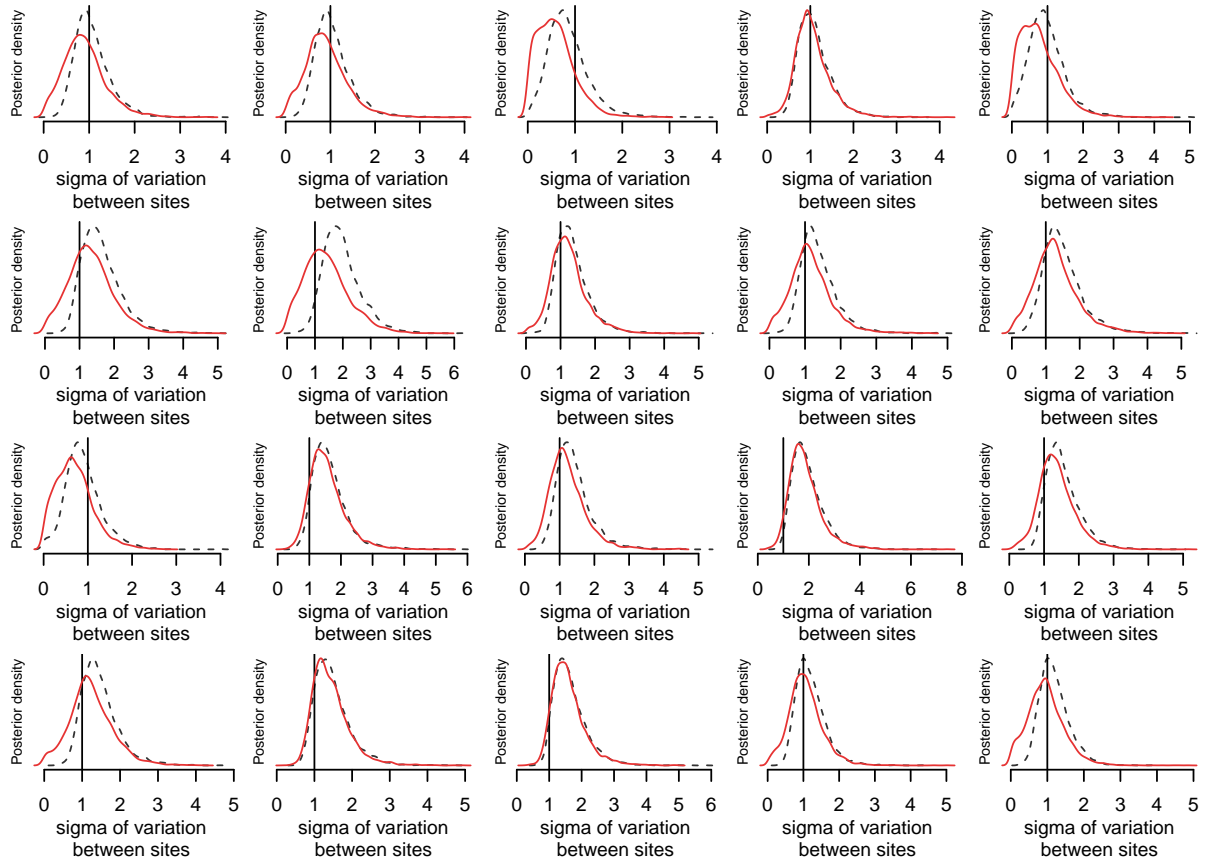 Posterior density Posterior density Posterior density Posterior density Posterior density
0 1 2 3 4 0 1 2 3 4 0 1 2 3 4 0 1 2 3 4 0 1 2 3 4 5
sigma of variation sigma of variation sigma of variation sigma of variation sigma of variation
between sites between sites between sites between sites between sites
Posterior density Posterior density Posterior density Posterior density Posterior density
0 1 2 3 4 5 0 1 2 3 4 5 6 0 1 2 3 4 5 0 1 2 3 4 5 0 1 2 3 4 5
sigma of variation sigma of variation sigma of variation sigma of variation sigma of variation
between sites between sites between sites between sites between sites
Posterior density Posterior density Posterior density Posterior density Posterior density
0 1 2 3 4 0 1 2 3 4 5 6 0 1 2 3 4 5 0 2 4 6 8 0 1 2 3 4 5
sigma of variation sigma of variation sigma of variation sigma of variation sigma of variation
between sites between sites between sites between sites between sites
Posterior density Posterior density Posterior density Posterior density Posterior density
0 1 2 3 4 5 0 1 2 3 4 5 0 1 2 3 4 5 6 0 1 2 3 4 5 0 1 2 3 4 5
sigma of variation sigma of variation sigma of variation sigma of variation sigma of variation
between sites between sites between sites between sites between sites